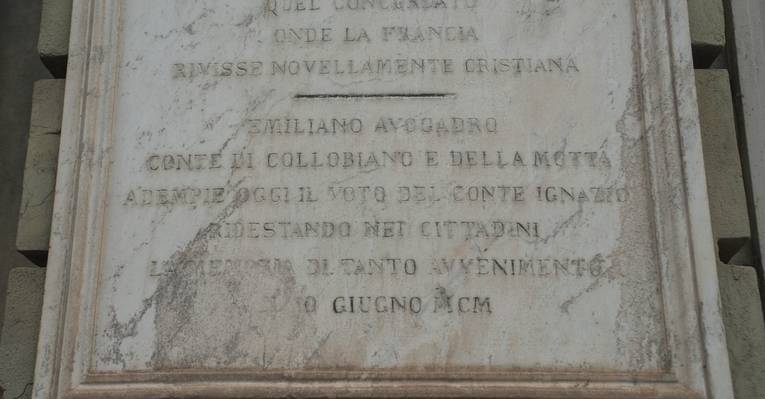 QUEL CONCORDATO
ONDE LA FRANCIA
RIVISSE NOVELLAMENTE CRISTIANA
EMILIANO AVOGADRO
CONTE DI COLLOBIANO E DELLA MOTTA
ADEMPIE OGGI IL VOTO DEL CONTE IGNAZIO
RIDESTANDO NEI CITTADINI
LA MEMORIA DI TANTO AVVENIMENTO
GIUGNO MCM